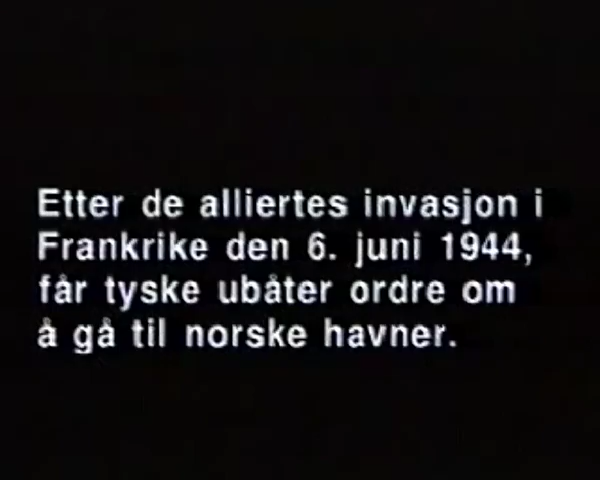 Etter de alliertes invasjon i
Frankrike den 6. juni 1944,
får tyske ubåter ordre om
å gå til norske havner.